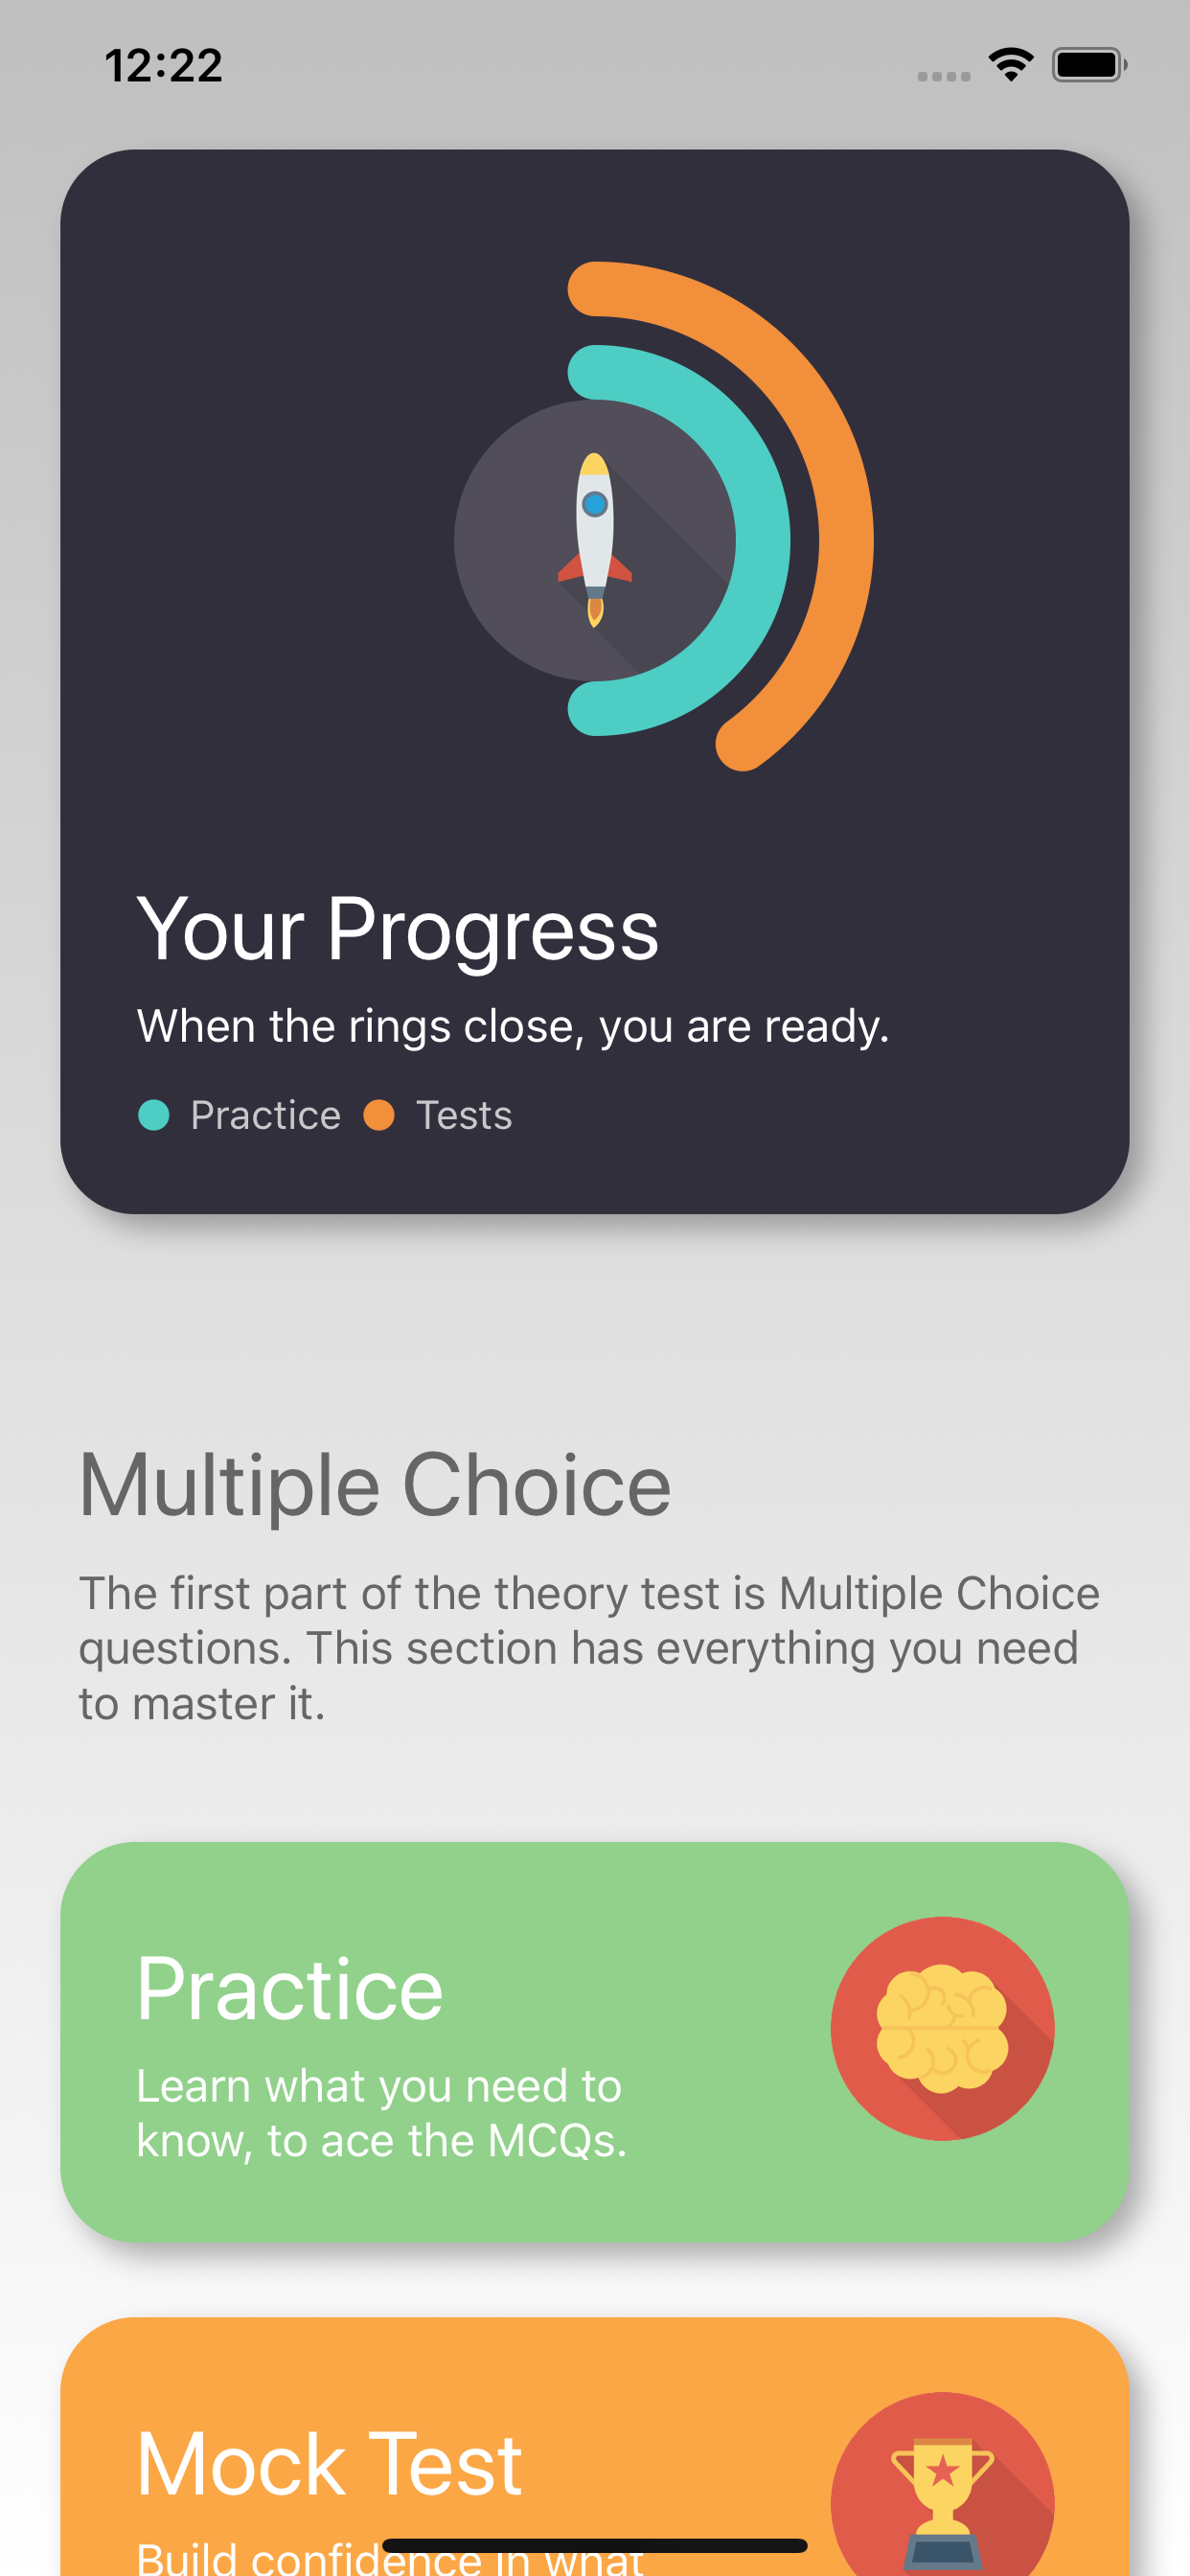 12:22
Your Progress
When the rings close, you are ready.
Practice Tests
Multiple Choice
The first part of the theory test is Multiple Choice
questions. This section has everything you need
to master it.
Practice
Learn what you need to
know, to ace the MCQs.
Mock Test
Build confidence in what